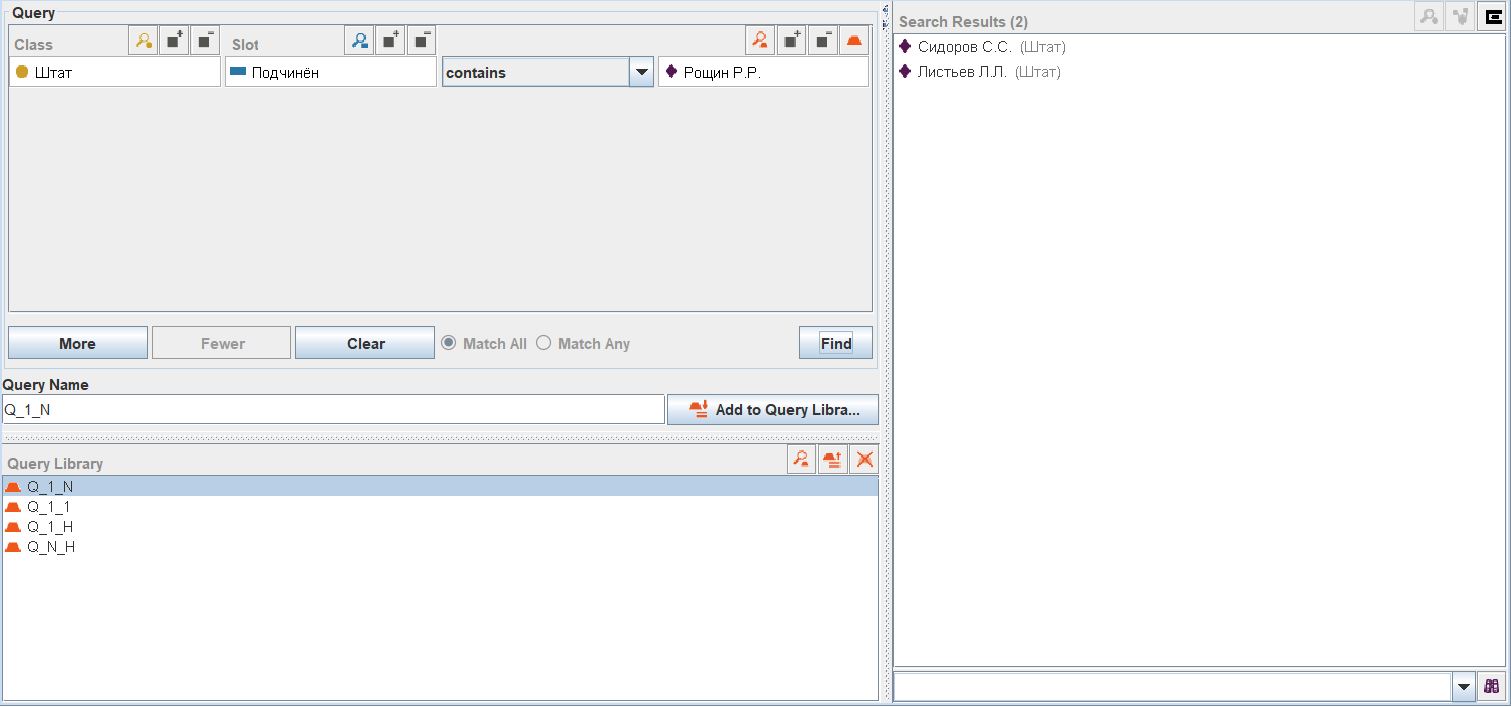 Query
Class
Slot
Штат
Подчинён
contains
Рощин Р.Р.
More
Fewer
Clear
Match All
Match Any
Find
Query Name
Q_1_N
Add to Query Libra...
Query Library
Q_1_N
Q_1_1
Q_1_H
Q_N_H
Search Results (2)
Сидоров С.С. (Штат)
Листьев Л.Л. (Штат)